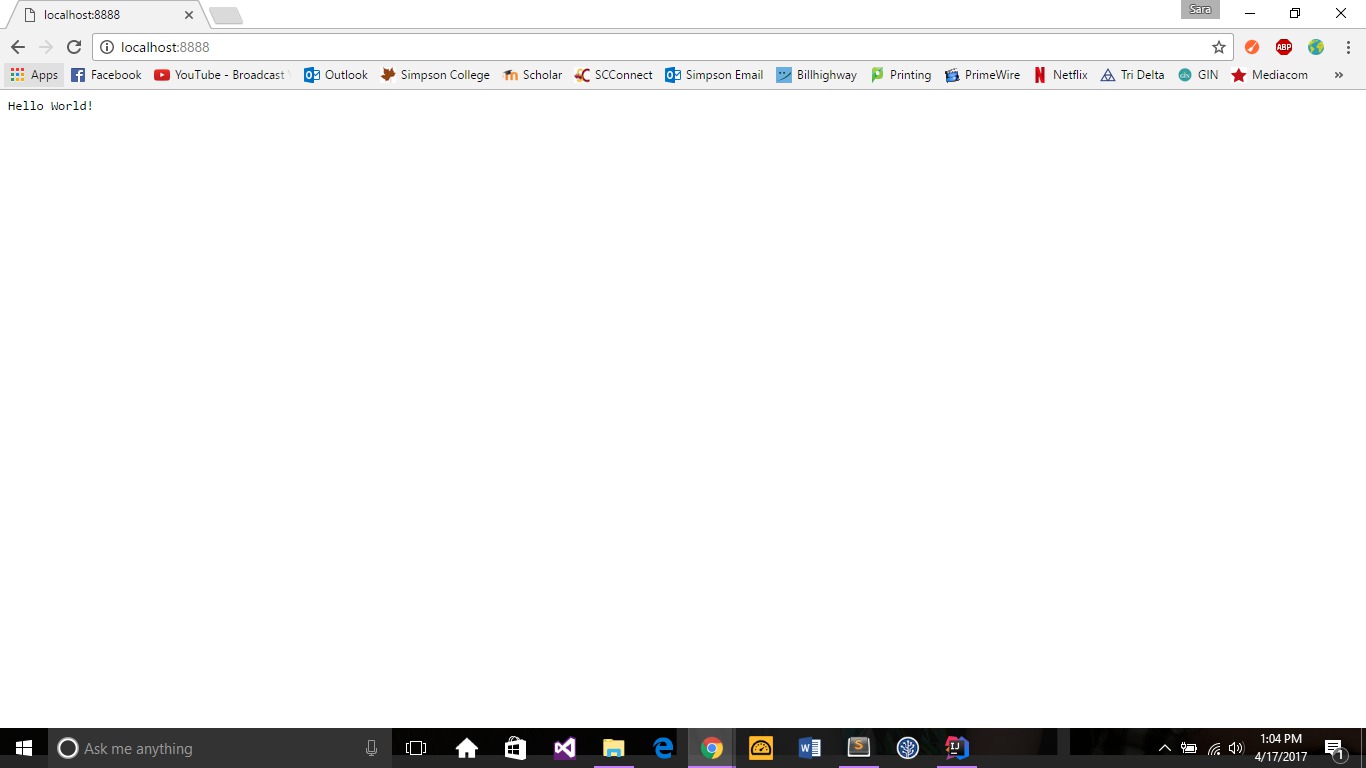 localhost:8888
Sara
localhost:8888
ABP
Apps Facebook YouTube - Broadcast Outlook Simpson College Scholar SCConnect Simpson Email Billhighway Printing PrimeWire Netflix Tri Delta GIN Mediacom »
Hello World!
Ask me anything
1:04 PM
4/17/2017
1